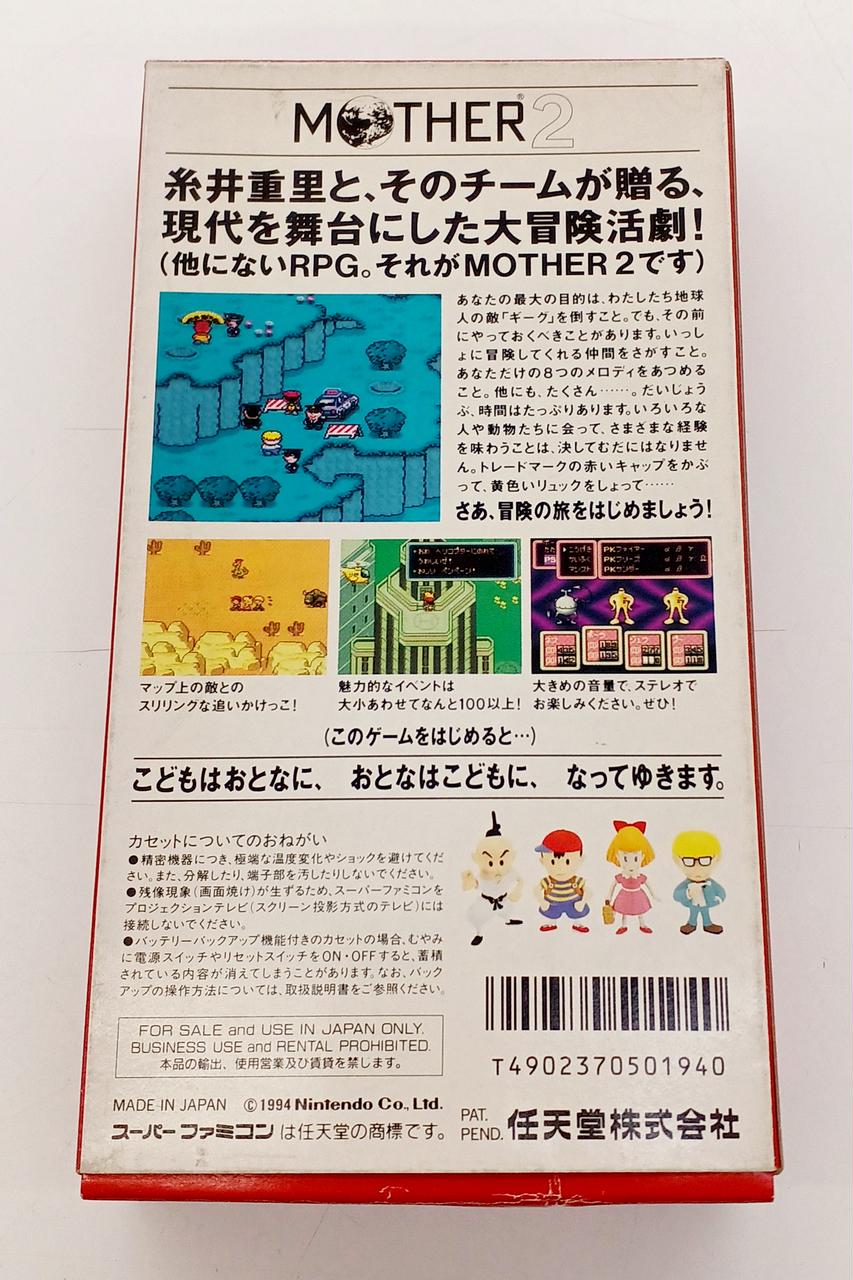 MOTHER® 2
糸井重里と、そのチームが贈る、
現代を舞台にした大冒険活劇!
(他にないRPG。それがMOTHER 2です)
あなたの最大の目的は、わたしたち地球
人の敵「ギーグ」を倒すこと。でも、その前
にやっておくべきことがあります。いっし
ょに冒険してくれる仲間をさがすこと。
あなただけの8つのメロディをあつめる
こと。他にも、たくさん……。だいじょう
ぶ、時間はたっぷりあります。いろいろな
人や動物たちに会って、さまざまな経験
を味わうことは、決してむだにはなりませ
ん。トレードマークの赤いキャップをかぶ
って、黄色いリュックをしょって……
さあ、冒険の旅をはじめましょう!
マップ上の敵との
スリリングな追いかけっこ!
魅力的なイベントは
大小あわせてなんと100以上!
PKファイヤー α β γ
PKフリーズ α β γ Ω
PKサンダー α β
大きめの音量で、ステレオで
お楽しみください。ぜひ!
(このゲームをはじめると…)
こどもはおとなに、 おとなはこどもに、 なってゆきます。
カセットについてのおねがい
●精密機器につき、極端な温度変化やショックを避けてくだ
さい。また、分解したり、端子部を汚したりしないでください。
●残像現象(画面焼け)が生ずるため、スーパーファミコンを
プロジェクションテレビ(スクリーン投影方式のテレビ)には
接続しないでください。
●バッテリーバックアップ機能付きのカセットの場合、むやみ
に電源スイッチやリセットスイッチをON・OFFすると、蓄積
されている内容が消えてしまうことがあります。なお、バック
アップの操作方法については、取扱説明書をご参照ください。
FOR SALE and USE IN JAPAN ONLY.
BUSINESS USE and RENTAL PROHIBITED.
本品の輸出、使用営業及び賃貸を禁じます。
T4902370501940
MADE IN JAPAN ©1994 Nintendo Co., Ltd.
スーパーファミコンは任天堂の商標です。
PAT.
PEND. 任天堂株式会社